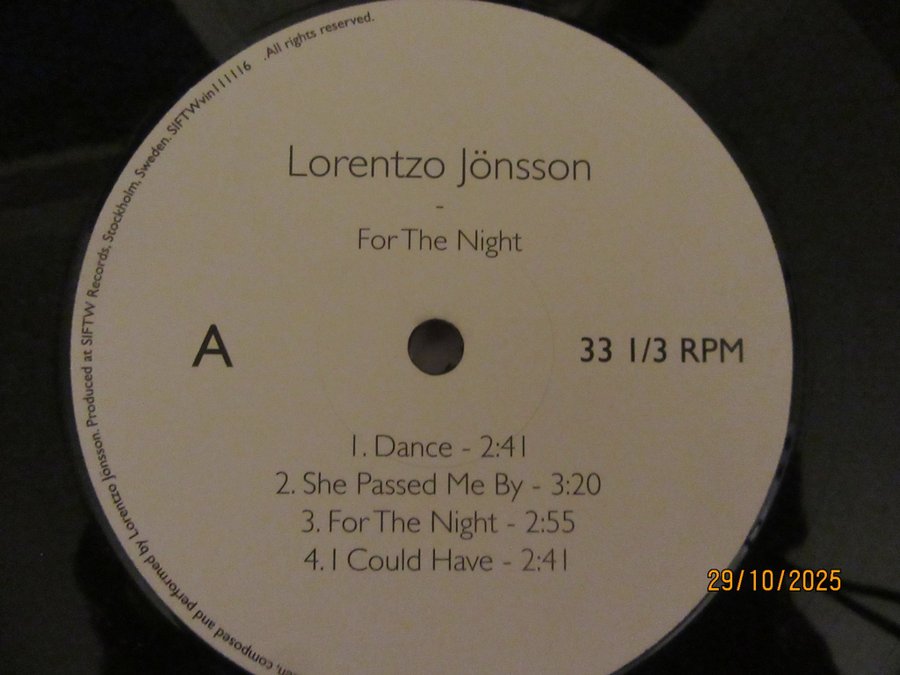 Lorentzo Jönsson
-
For The Night
A
33 1/3 RPM
1. Dance - 2:41
2. She Passed Me By - 3:20
3. For The Night - 2:55
4. I Could Have - 2:41
composed and performed by Lorentzo Jönsson. Produced at SIFTW Records, Stockholm, Sweden. SIFTWvin111116 .All rights reserved.
29/10/2025